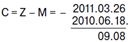 C = Z – M = – 2011.03.26
2010.06.18.
09.08